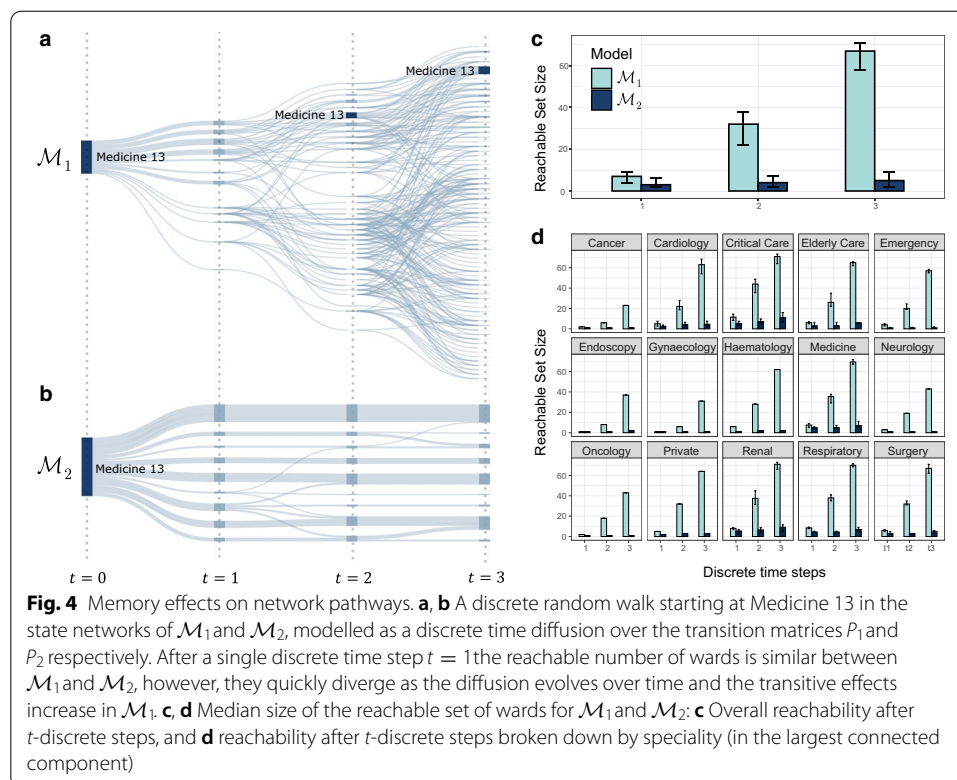 a
Medicine 13
Medicine 13
Medicine 13
M₁
b
Medicine 13
M₂
t = 0
t = 1
t = 2
t = 3
c
Model
M₁
M₂
Reachable Set Size
60
40
20
0
1
2
3
d
Cancer
Cardiology
Critical Care
Elderly Care
Emergency
60
40
20
0
Endoscopy
Gynaecology
Haematology
Medicine
Neurology
60
40
20
0
Oncology
Private
Renal
Respiratory
Surgery
60
40
20
0
1 2 3
1 2 3
1 2 3
1 2 3
t1 t2 t3
Reachable Set Size
Discrete time steps
Fig. 4 Memory effects on network pathways. a, b A discrete random walk starting at Medicine 13 in the
state networks of M₁and M₂, modelled as a discrete time diffusion over the transition matrices P₁and
P₂ respectively. After a single discrete time step t = 1the reachable number of wards is similar between
M₁and M₂, however, they quickly diverge as the diffusion evolves over time and the transitive effects
increase in M₁. c, d Median size of the reachable set of wards for M₁and M₂: c Overall reachability after
t-discrete steps, and d reachability after t-discrete steps broken down by speciality (in the largest connected
component)